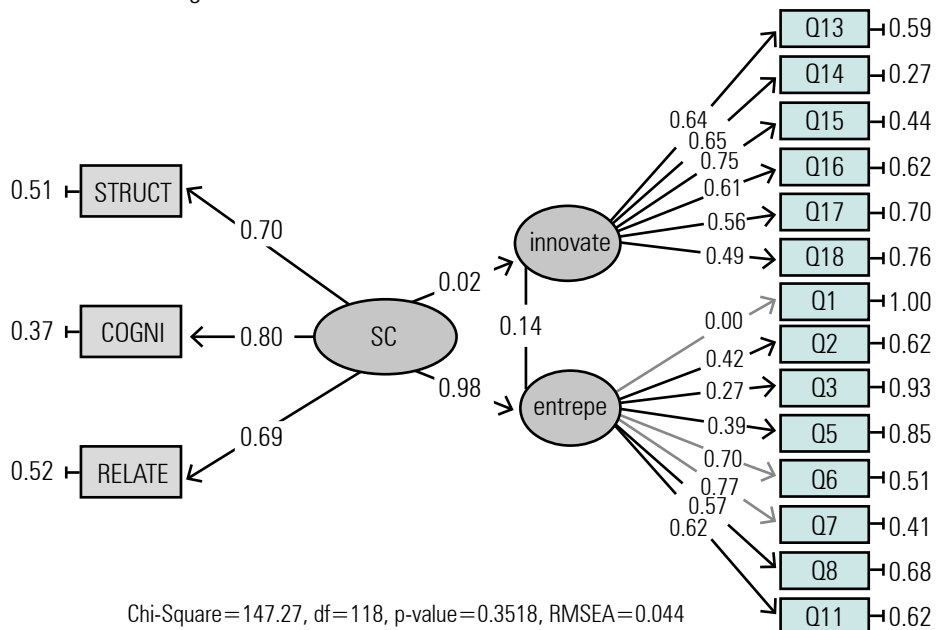 Q13
0.59
Q14
0.27
0.64
Q15
0.44
0.65
0.75
Q16
0.62
0.51
STRUCT
0.61
Q17
0.70
0.56
0.70
innovate
0.49
Q18
0.76
0.02
Q1
1.00
0.37
COGNI
0.80
SC
0.14
0.00
Q2
0.62
0.42
0.98
0.27
Q3
0.93
entrepe
0.39
Q5
0.85
0.69
0.70
0.52
RELATE
Q6
0.51
0.77
0.57
0.62
Q7
0.41
Q8
0.68
Chi-Square=147.27, df=118, p-value=0.3518, RMSEA=0.044
Q11
0.62